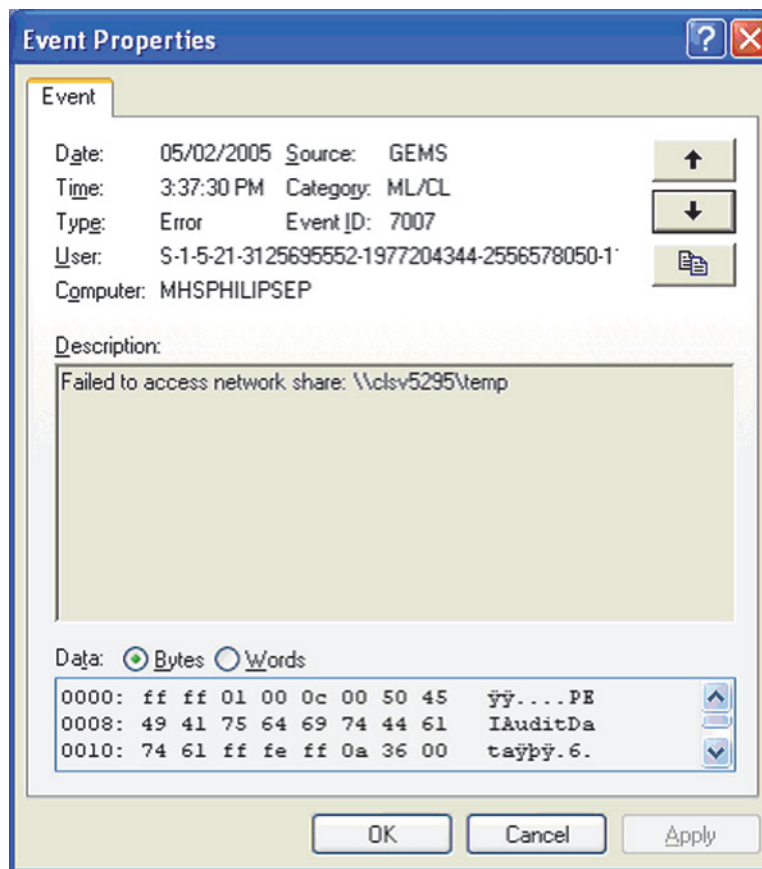 Event Properties
Event
Date: 05/02/2005 Source: GEMS
Time: 3:37:30 PM Category: ML/CL
Type: Error Event ID: 7007
User: S-1-5-21-3125695552-1977204344-2556578050-1
Computer: MHSPHILIPSEP
Description:
Failed to access network share: \\clsv5295\temp
Data: Bytes Words
0000: ff ff 01 00 0c 00 50 45 ÿÿ....PE
0008: 49 41 75 64 69 74 44 61 IAuditDa
0010: 74 61 ff fe ff 0a 36 00 taÿþÿ.6.
OK Cancel Apply